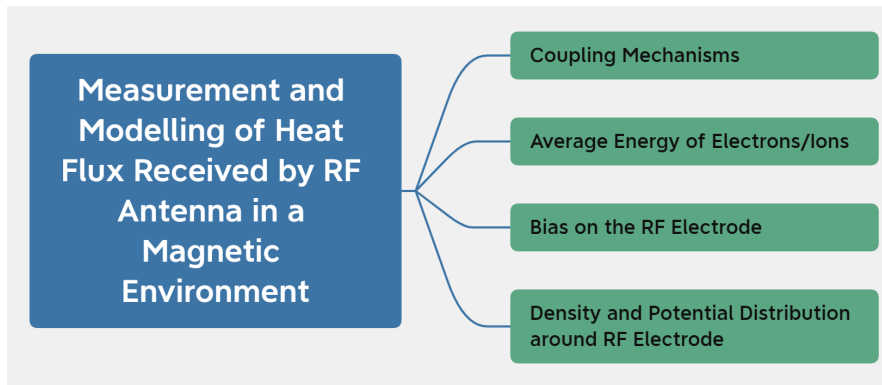 Measurement and
Modelling of Heat
Flux Received by RF
Antenna in a
Magnetic
Environment
Coupling Mechanisms
Average Energy of Electrons/Ions
Bias on the RF Electrode
Density and Potential Distribution
around RF Electrode